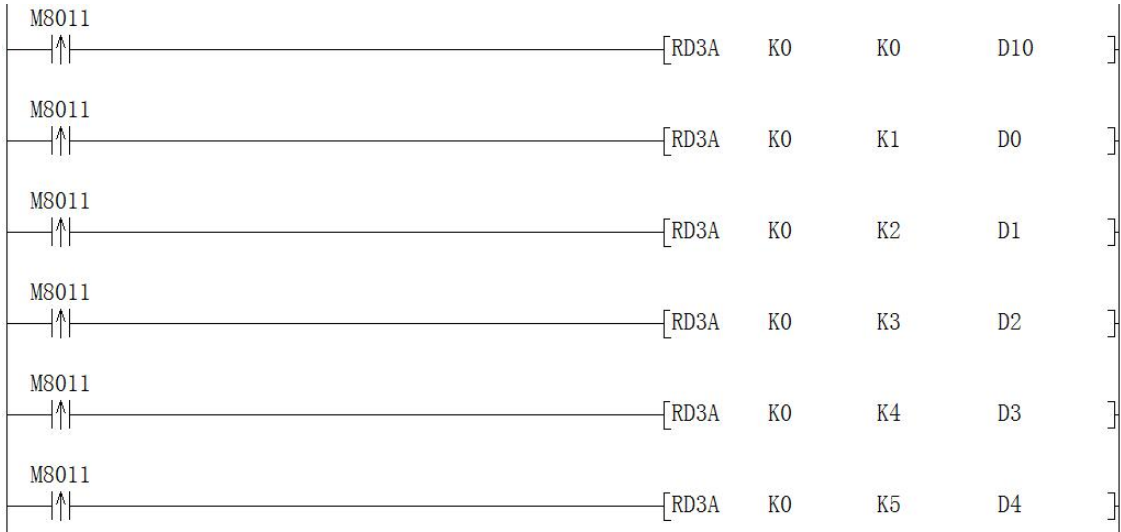 M8011
[RD3A K0 K0 D10 ]
M8011
[RD3A K0 K1 D0 ]
M8011
[RD3A K0 K2 D1 ]
M8011
[RD3A K0 K3 D2 ]
M8011
[RD3A K0 K4 D3 ]
M8011
[RD3A K0 K5 D4 ]